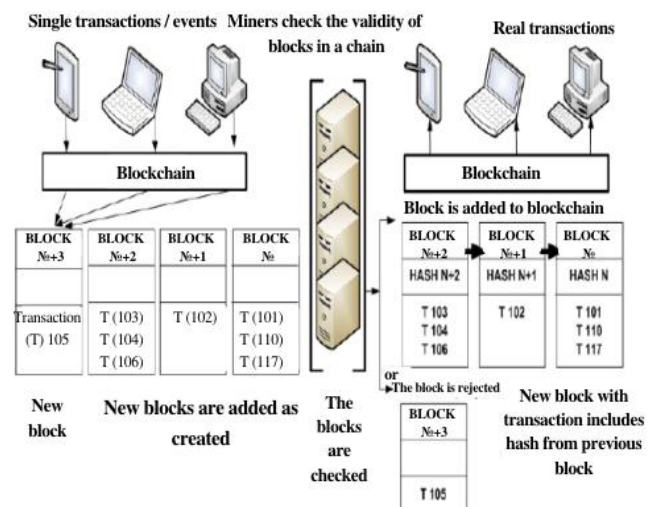 Single transactions / events
Miners check the validity of
blocks in a chain
Real transactions
Blockchain
Blockchain
Block is added to blockchain
BLOCK
№+3
BLOCK
№+2
BLOCK
№+1
BLOCK
№
Transaction
(T) 105
T (103)
T (104)
T (106)
T (102)
T (101)
T (110)
T (117)
BLOCK
№+2
BLOCK
№+1
BLOCK
№
HASH N+2
HASH N+1
HASH N
T 103
T 104
T 106
T 102
T 101
T 110
T 117
New
block
New blocks are added as
created
The
blocks
are
checked
or
The block is rejected
BLOCK
№+3
T 105
New block with
transaction includes
hash from previous
block